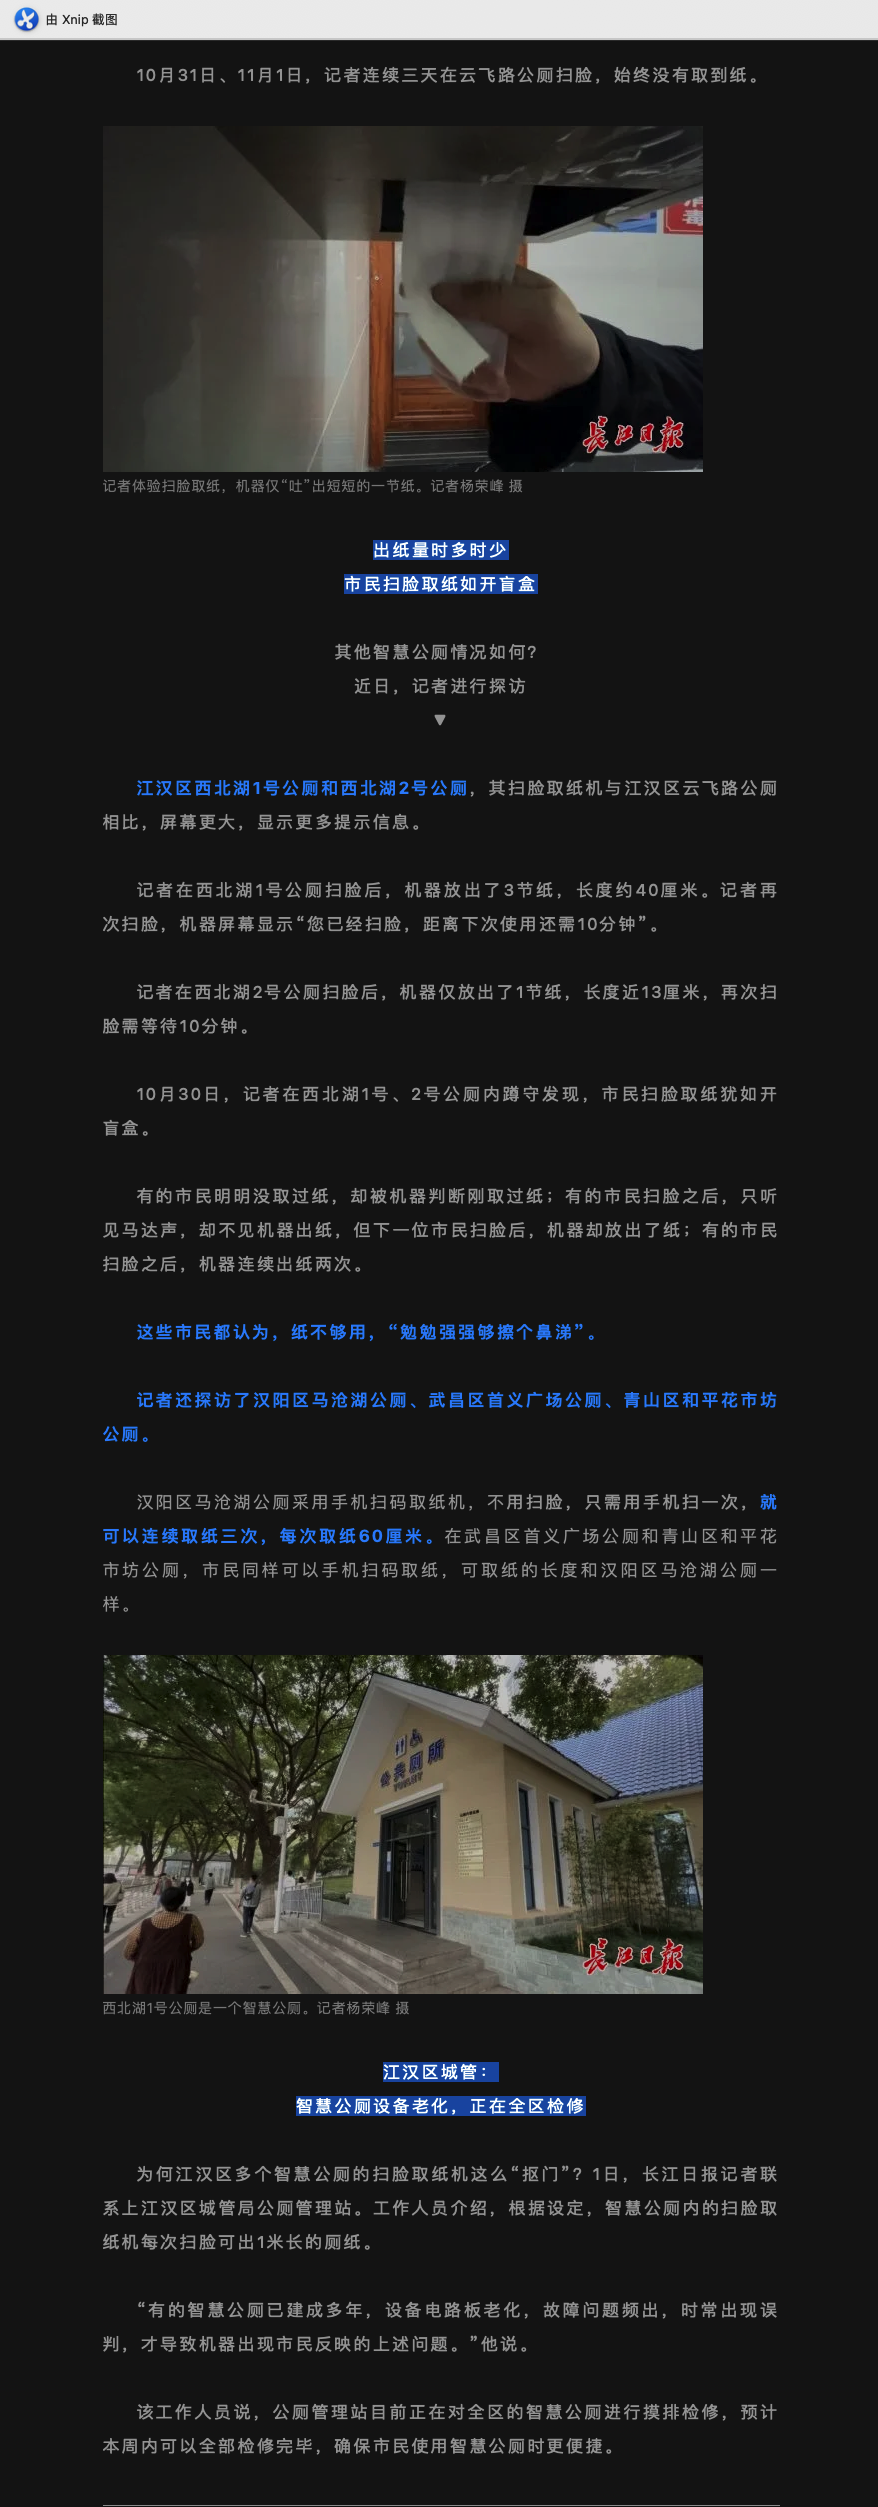 由 Xnip 截图
10月31日、11月1日，记者连续三天在云飞路公厕扫脸，始终没有取到纸。
消
毒
长江日报
记者体验扫脸取纸，机器仅“吐”出短短的一节纸。记者杨荣峰 摄
出纸量时多时少
市民扫脸取纸如开盲盒
其他智慧公厕情况如何？
近日，记者进行探访
▼
江汉区西北湖1号公厕和西北湖2号公厕，其扫脸取纸机与江汉区云飞路公厕
相比，屏幕更大，显示更多提示信息。
记者在西北湖1号公厕扫脸后，机器放出了3节纸，长度约40厘米。记者再
次扫脸，机器屏幕显示“您已经扫脸，距离下次使用还需10分钟”。
记者在西北湖2号公厕扫脸后，机器仅放出了1节纸，长度近13厘米，再次扫
脸需等待10分钟。
10月30日，记者在西北湖1号、2号公厕内蹲守发现，市民扫脸取纸犹如开
盲盒。
有的市民明明没取过纸，却被机器判断刚取过纸；有的市民扫脸之后，只听
见马达声，却不见机器出纸，但下一位市民扫脸后，机器却放出了纸；有的市民
扫脸之后，机器连续出纸两次。
这些市民都认为，纸不够用，“勉勉强强够擦个鼻涕”。
记者还探访了汉阳区马沧湖公厕、武昌区首义广场公厕、青山区和平花市坊
公厕。
汉阳区马沧湖公厕采用手机扫码取纸机，不用扫脸，只需用手机扫一次，就
可以连续取纸三次，每次取纸60厘米。在武昌区首义广场公厕和青山区和平花
市坊公厕，市民同样可以手机扫码取纸，可取纸的长度和汉阳区马沧湖公厕一
样。
公共厕所
TOILET
长江日报
西北湖1号公厕是一个智慧公厕。记者杨荣峰 摄
江汉区城管：
智慧公厕设备老化，正在全区检修
为何江汉区多个智慧公厕的扫脸取纸机这么“抠门”？1日，长江日报记者联
系上江汉区城管局公厕管理站。工作人员介绍，根据设定，智慧公厕内的扫脸取
纸机每次扫脸可出1米长的厕纸。
“有的智慧公厕已建成多年，设备电路板老化，故障问题频出，时常出现误
判，才导致机器出现市民反映的上述问题。”他说。
该工作人员说，公厕管理站目前正在对全区的智慧公厕进行摸排检修，预计
本周内可以全部检修完毕，确保市民使用智慧公厕时更便捷。